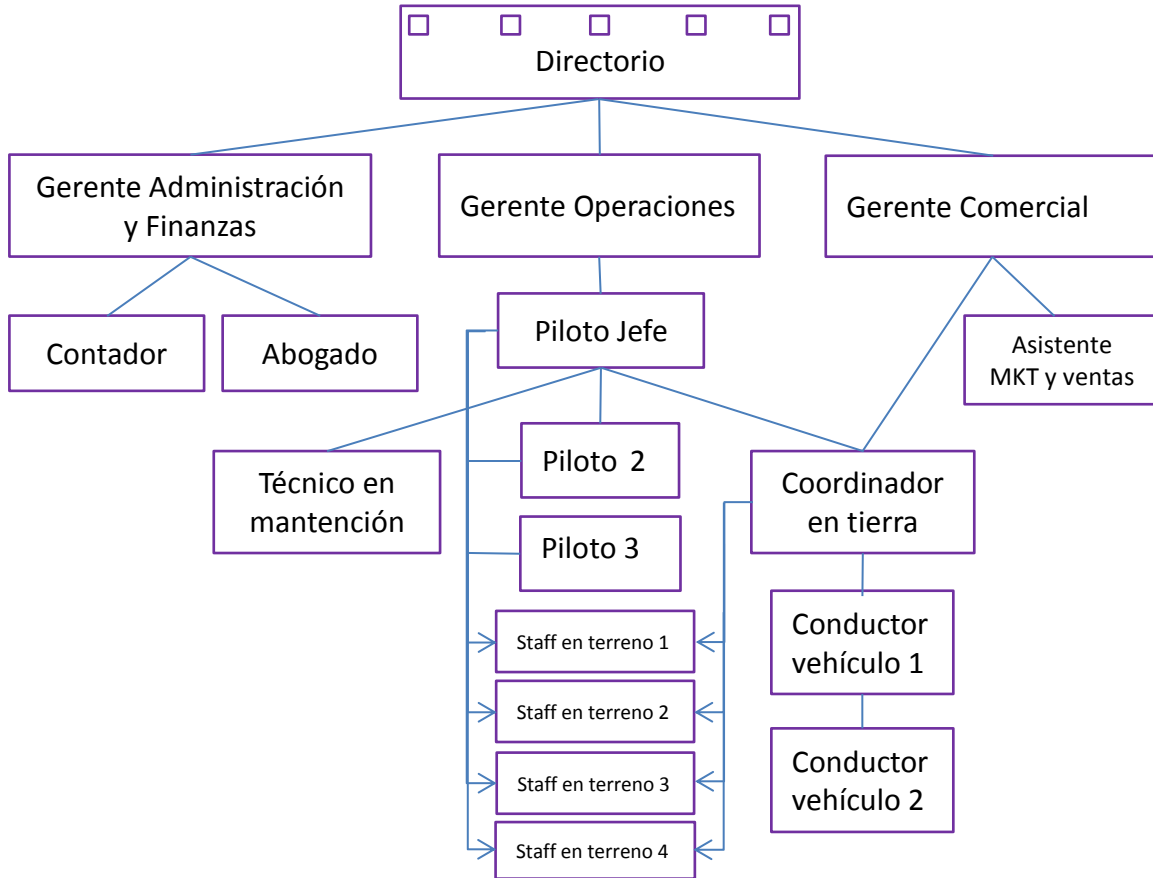 Directorio
Gerente Administración
y Finanzas
Gerente Operaciones
Gerente Comercial
Contador
Abogado
Piloto Jefe
Asistente
MKT y ventas
Técnico en
mantención
Piloto 2
Coordinador
en tierra
Piloto 3
Staff en terreno 1
Conductor
vehículo 1
Staff en terreno 2
Staff en terreno 3
Conductor
vehículo 2
Staff en terreno 4